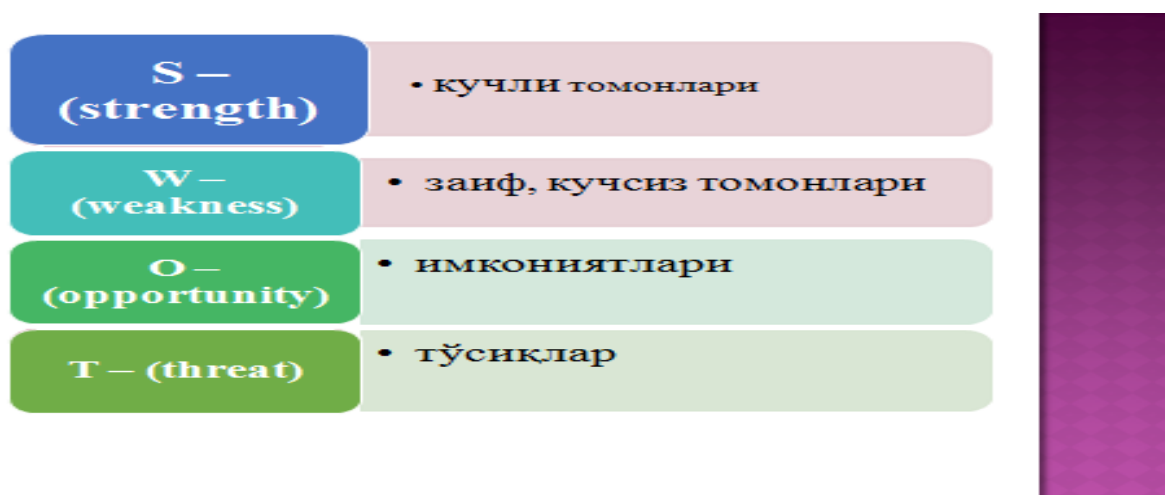 S –
(strength)
• кучли томонлари
W –
(weakness)
• заиф, кучсиз томонлари
O –
(opportunity)
• имкониятлари
T – (threat)
• тўсиқлар